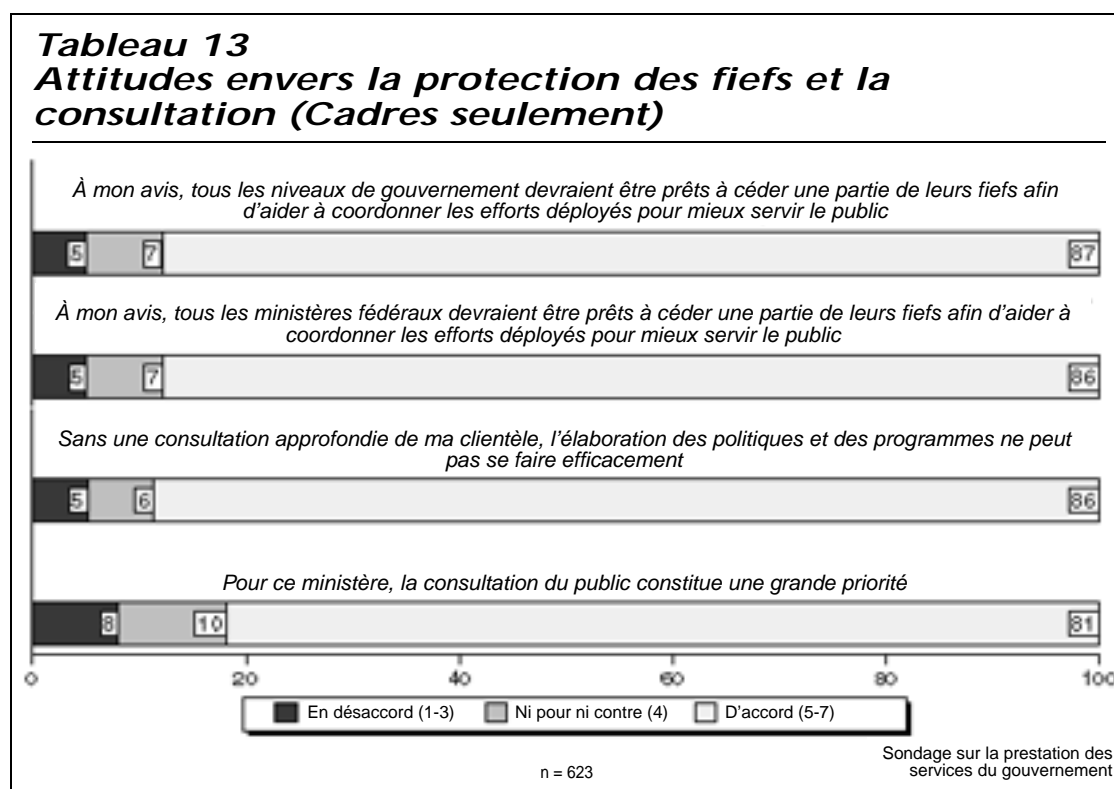 Tableau 13
Attitudes envers la protection des fiefs et la
consultation (Cadres seulement)
À mon avis, tous les niveaux de gouvernement devraient être prêts à céder une partie de leurs fiefs afin
d'aider à coordonner les efforts déployés pour mieux servir le public
5 7 87
À mon avis, tous les ministères fédéraux devraient être prêts à céder une partie de leurs fiefs afin d'aider à
coordonner les efforts déployés pour mieux servir le public
5 7 86
Sans une consultation approfondie de ma clientèle, l'élaboration des politiques et des programmes ne peut
pas se faire efficacement
5 6 86
Pour ce ministère, la consultation du public constitue une grande priorité
8 10 81
0 20 40 60 80 100
En désaccord (1-3) Ni pour ni contre (4) D'accord (5-7)
n = 623
Sondage sur la prestation des
services du gouvernement